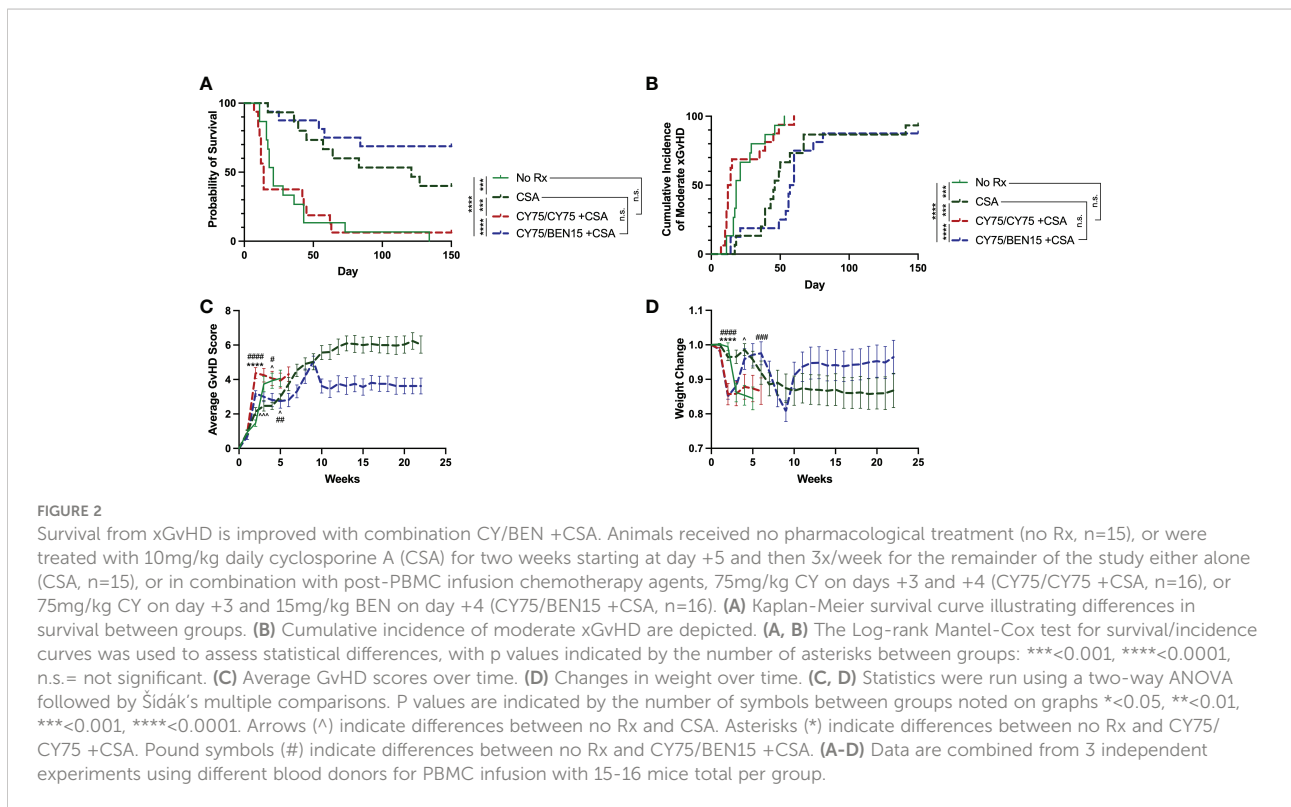 A
Probability of Survival
100
50
0
0 50 100 150
Day
No Rx
CSA
CY75/CY75 +CSA
CY75/BEN15 +CSA
**** *** *** ****
n.s. n.s.
B
Cumulative Incidence
of Moderate xGvHD
100
80
60
40
20
0
0 50 100 150
Day
No Rx
CSA
CY75/CY75 +CSA
CY75/BEN15 +CSA
**** *** *** ****
n.s. n.s.
C
Average GvHD Score
8
6
4
2
0
0 5 10 15 20 25
Weeks
####
****
#
^
^^^
^
##
D
Weight Change
1.1
1.0
0.9
0.8
0.7
0 5 10 15 20 25
Weeks
####
****
^
###
FIGURE 2
Survival from xGvHD is improved with combination CY/BEN +CSA. Animals received no pharmacological treatment (no Rx, n=15), or were
treated with 10mg/kg daily cyclosporine A (CSA) for two weeks starting at day +5 and then 3x/week for the remainder of the study either alone
(CSA, n=15), or in combination with post-PBMC infusion chemotherapy agents, 75mg/kg CY on days +3 and +4 (CY75/CY75 +CSA, n=16), or
75mg/kg CY on day +3 and 15mg/kg BEN on day +4 (CY75/BEN15 +CSA, n=16). (A) Kaplan-Meier survival curve illustrating differences in
survival between groups. (B) Cumulative incidence of moderate xGvHD are depicted. (A, B) The Log-rank Mantel-Cox test for survival/incidence
curves was used to assess statistical differences, with p values indicated by the number of asterisks between groups: ***<0.001, ****<0.0001,
n.s.= not significant. (C) Average GvHD scores over time. (D) Changes in weight over time. (C, D) Statistics were run using a two-way ANOVA
followed by Šídák’s multiple comparisons. P values are indicated by the number of symbols between groups noted on graphs *<0.05, **<0.01,
***<0.001, ****<0.0001. Arrows (^) indicate differences between no Rx and CSA. Asterisks (*) indicate differences between no Rx and CY75/
CY75 +CSA. Pound symbols (#) indicate differences between no Rx and CY75/BEN15 +CSA. (A-D) Data are combined from 3 independent
experiments using different blood donors for PBMC infusion with 15-16 mice total per group.